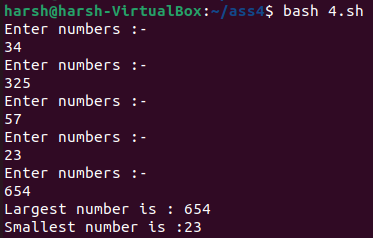 harsh@harsh-VirtualBox:~/ass4$ bash 4.sh
Enter numbers :-
34
Enter numbers :-
325
Enter numbers :-
57
Enter numbers :-
23
Enter numbers :-
654
Largest number is : 654
Smallest number is :23